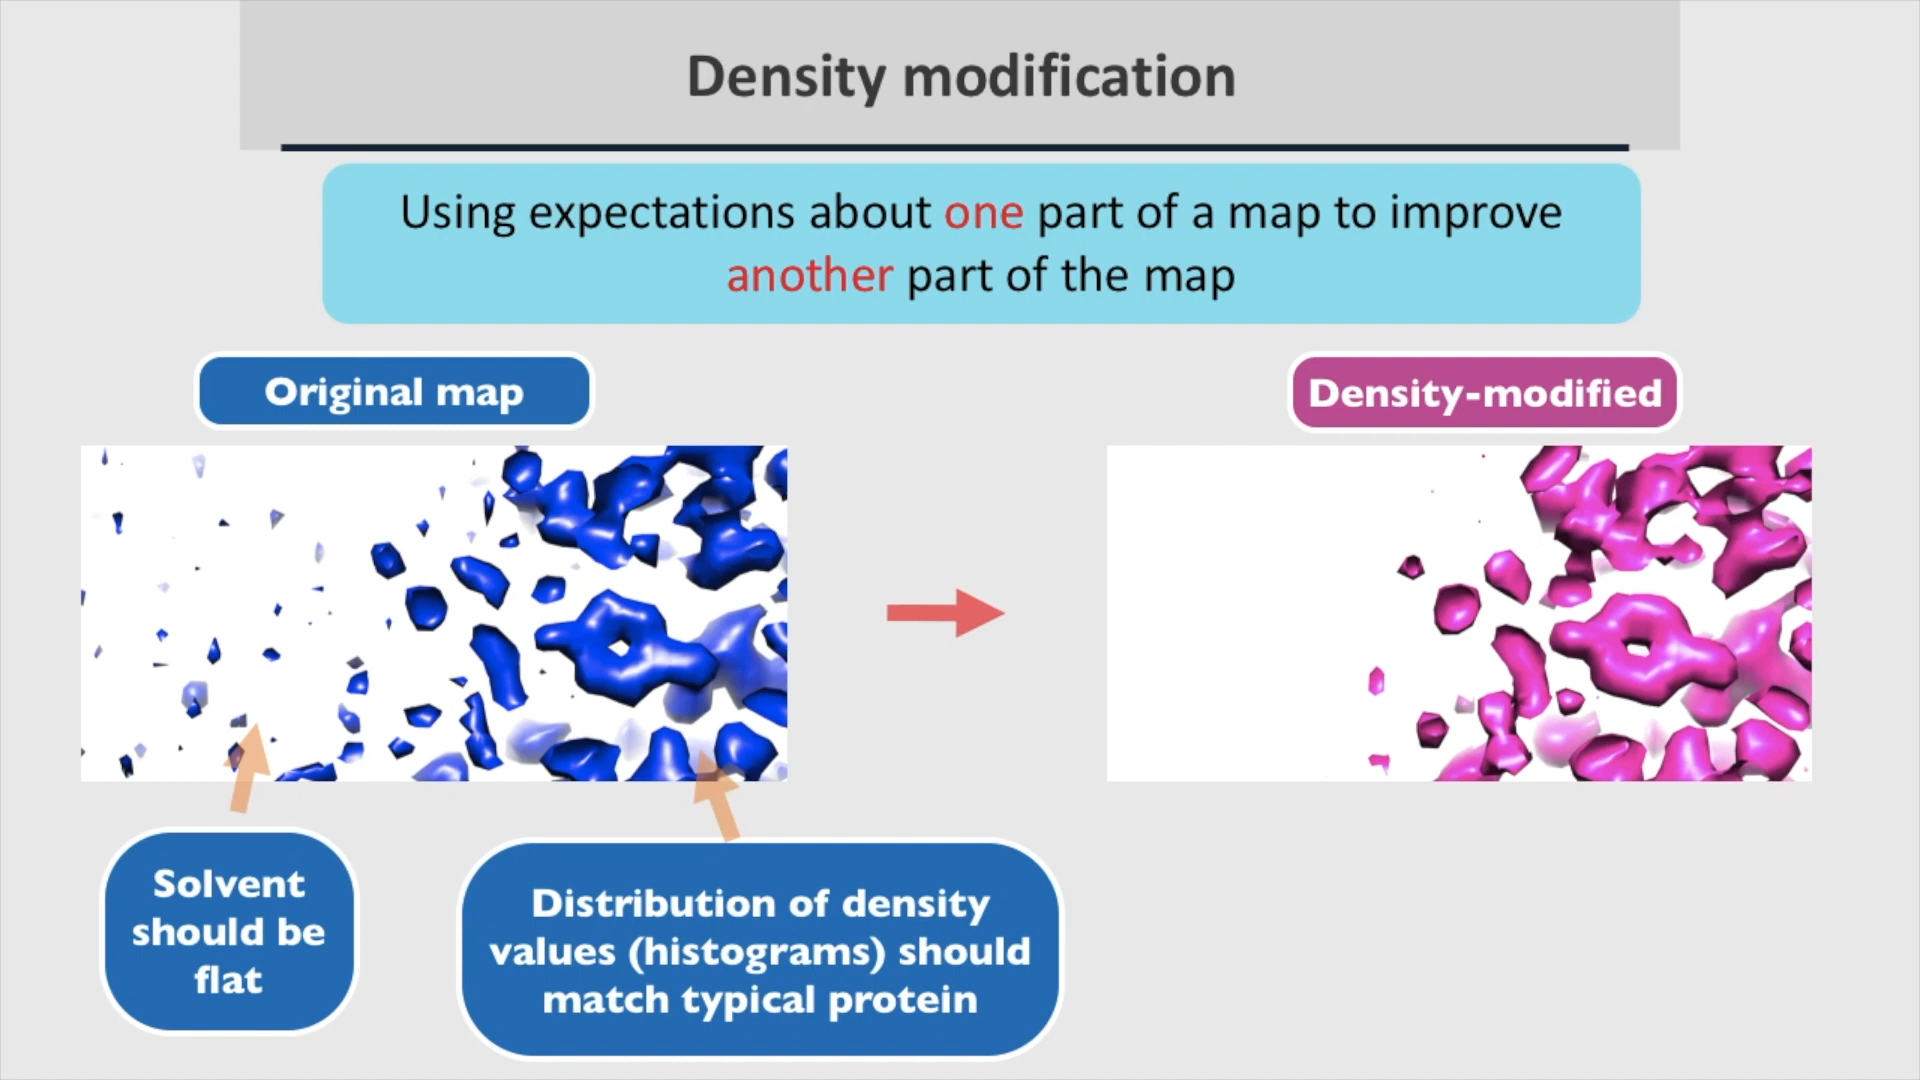 Density modification
Using expectations about one part of a map to improve
another part of the map
Original map
Density-modified
Solvent
should be
flat
Distribution of density
values (histograms) should
match typical protein